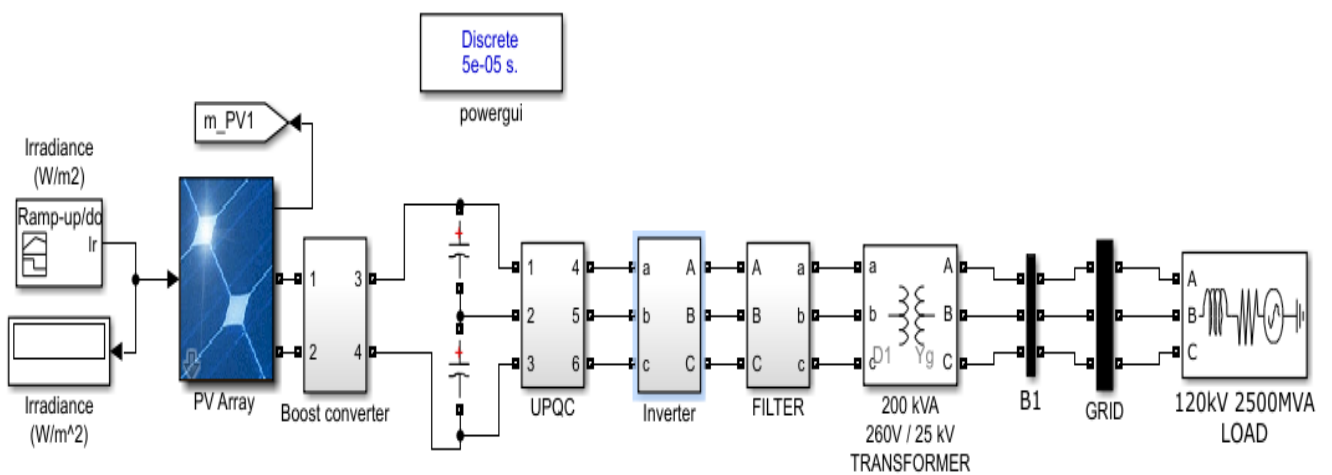 Discrete
5e-05 s.
powergui
m_PV1
Irradiance
(W/m2)
Ramp-up/do
Ir
Irradiance
(W/m^2)
PV Array
1 3
2 4
Boost converter
+
+
1 4
2 5
3 6
UPQC
a A
b B
c C
Inverter
A a
B b
C c
FILTER
a A
b B
c C
D1 Yg
200 kVA
260V / 25 kV
TRANSFORMER
B1
GRID
A
B
C
120kV 2500MVA
LOAD